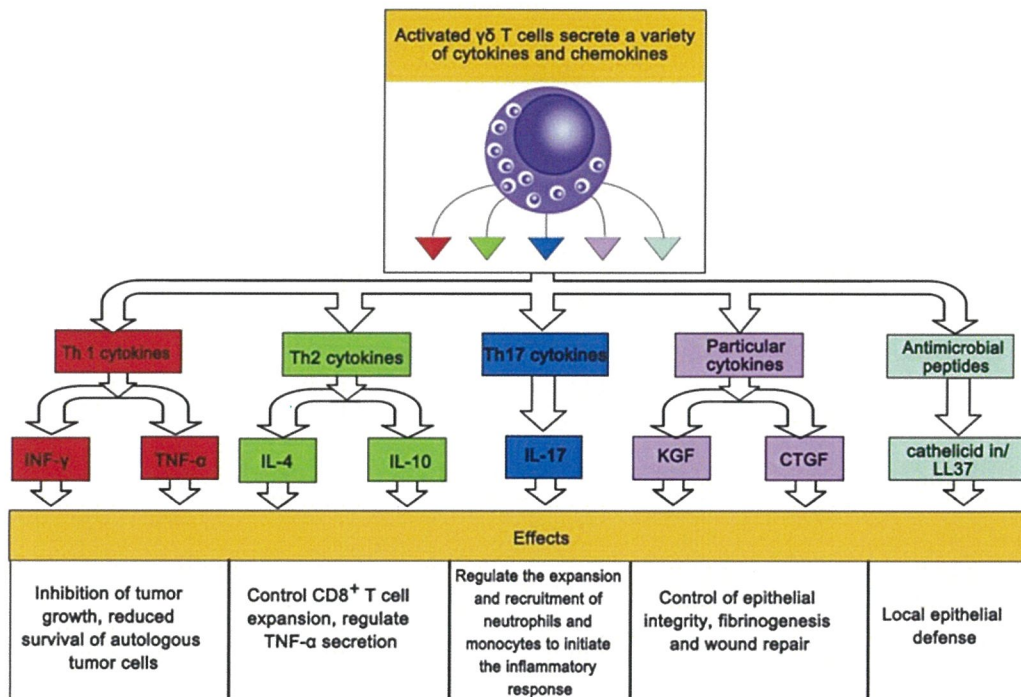 Activated γδ T cells secrete a variety
of cytokines and chemokines
Th 1 cytokines
Th2 cytokines
Th17 cytokines
Particular
cytokines
Antimicrobial
peptides
INF-γ
TNF-α
IL-4
IL-10
IL-17
KGF
CTGF
cathelicid in/
LL37
Effects
Inhibition of tumor
growth, reduced
survival of autologous
tumor cells
Control CD8⁺ T cell
expansion, regulate
TNF-α secretion
Regulate the expansion
and recruitment of
neutrophils and
monocytes to initiate
the inflammatory
response
Control of epithelial
integrity, fibrinogenesis
and wound repair
Local epithelial
defense